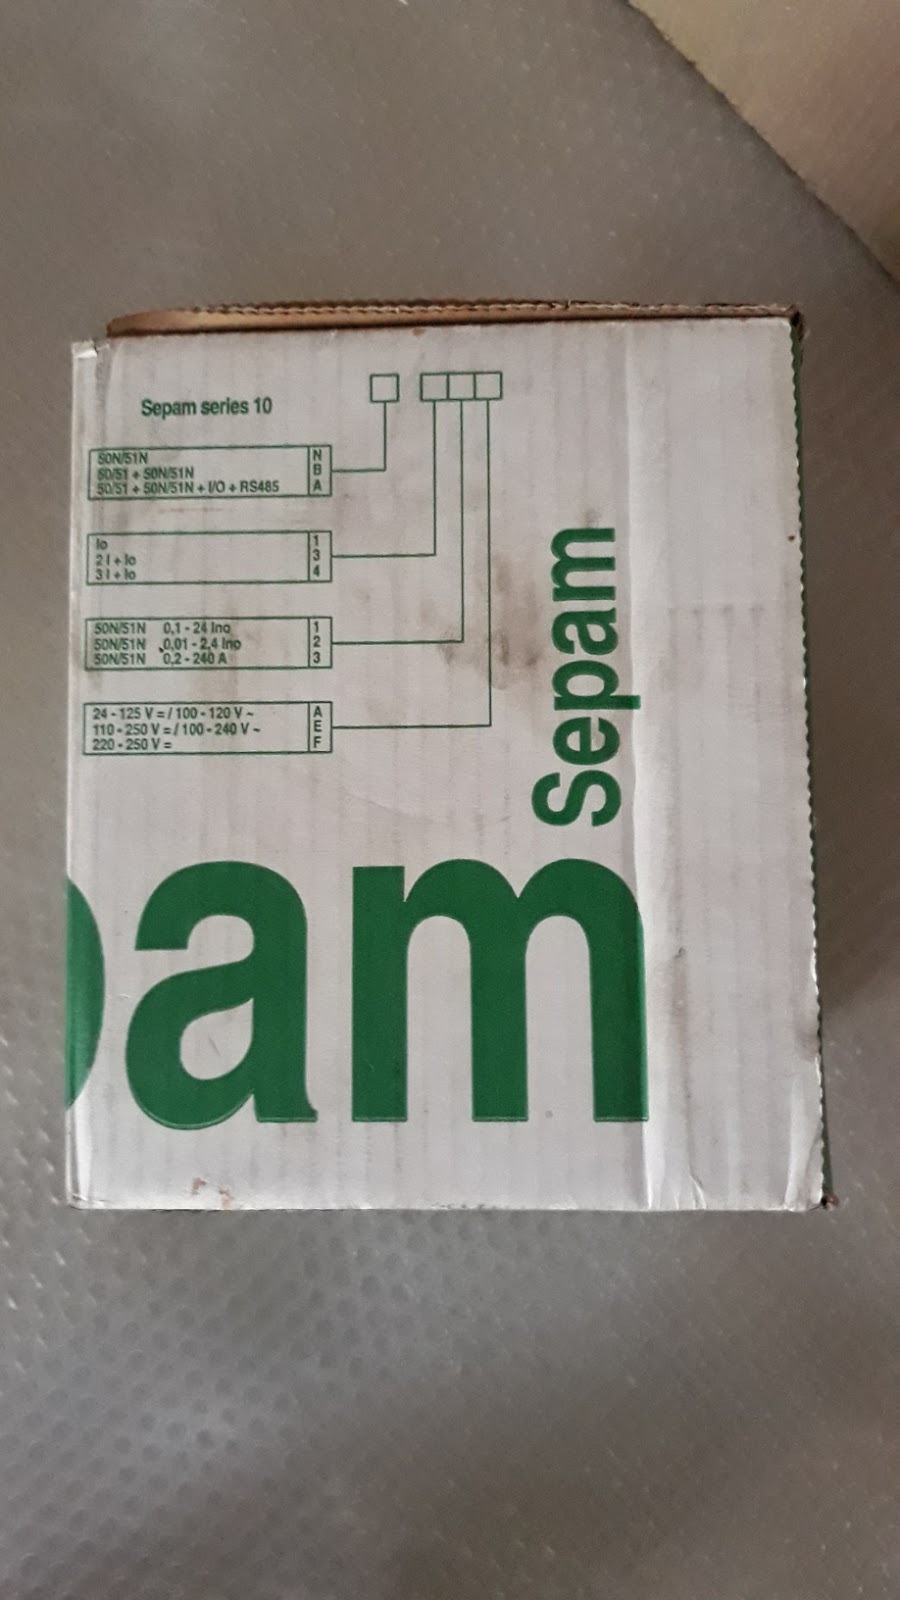 Sepam series 10
50N/51N N
50/51 + 50N/51N B
50/51 + 50N/51N + I/O + RS485 A
Io 1
2 I + Io 3
3 I + Io 4
50N/51N 0,1 - 24 Ino 1
50N/51N 0,01 - 2,4 Ino 2
50N/51N 0,2 - 240 A 3
24 - 125 V = / 100 - 120 V ~ A
110 - 250 V = / 100 - 240 V ~ E
220 - 250 V = F
Sepam
pam